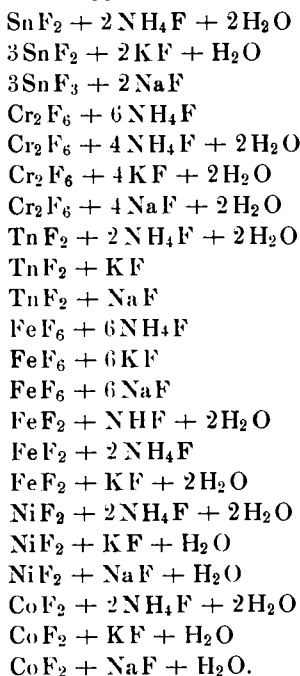 SnF₂ + 2NH₄F + 2H₂O
3SnF₂ + 2KF + H₂O
3SnF₃ + 2NaF
Cr₂F₆ + 6NH₄F
Cr₂F₆ + 4NH₄F + 2H₂O
Cr₂F₆ + 4KF + 2H₂O
Cr₂F₆ + 4NaF + 2H₂O
TnF₂ + 2NH₄F + 2H₂O
TnF₂ + KF
TnF₂ + NaF
FeF₆ + 6NH₄F
FeF₆ + 6KF
FeF₆ + 6NaF
FeF₂ + NHF + 2H₂O
FeF₂ + 2NH₄F
FeF₂ + KF + 2H₂O
NiF₂ + 2NH₄F + 2H₂O
NiF₂ + KF + H₂O
NiF₂ + NaF + H₂O
CoF₂ + 2NH₄F + 2H₂O
CoF₂ + KF + H₂O
CoF₂ + NaF + H₂O.